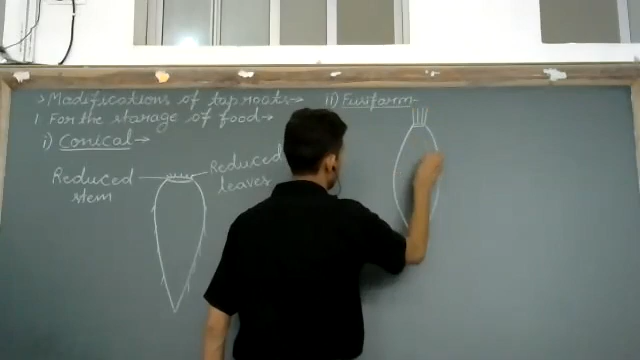 > Modifications of tap roots →
1. For the storage of food →
i) Conical →
Reduced stem
Reduced leaves
ii) Fusiform -